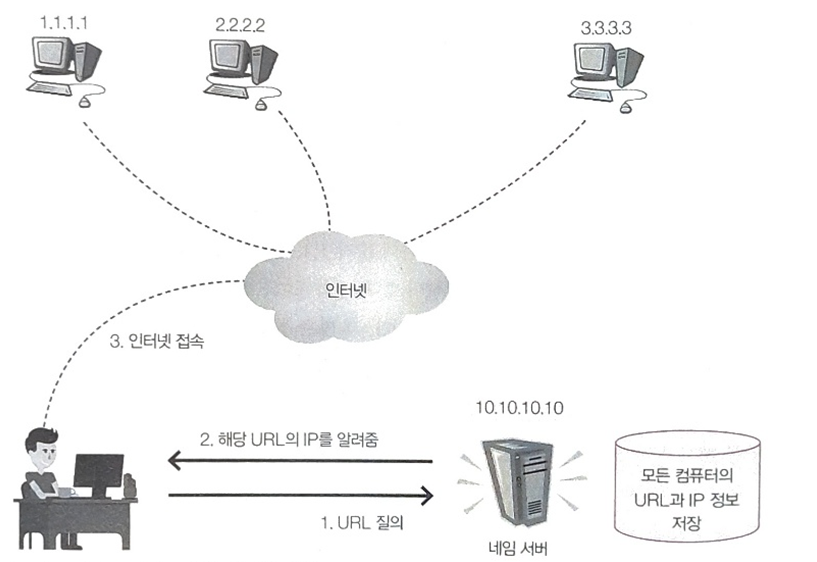 1.1.1.1
2.2.2.2
3.3.3.3
인터넷
3. 인터넷 접속
10.10.10.10
2. 해당 URL의 IP를 알려줌
1. URL 질의
네임 서버
모든 컴퓨터의
URL과 IP 정보
저장